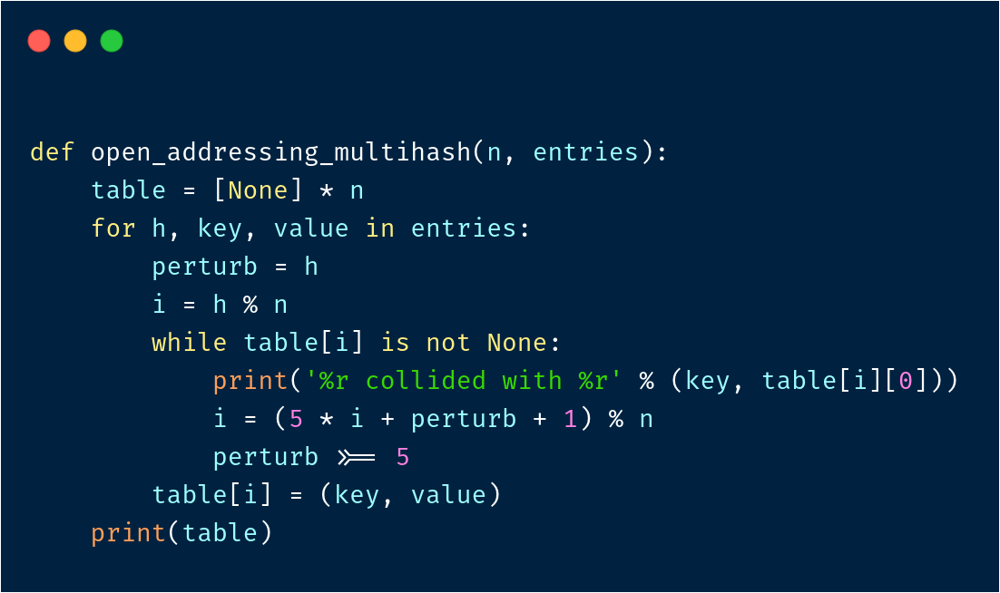 def open_addressing_multihash(n, entries):
    table = [None] * n
    for h, key, value in entries:
        perturb = h
        i = h % n
        while table[i] is not None:
            print('%r collided with %r' % (key, table[i][0]))
            i = (5 * i + perturb + 1) % n
            perturb >>= 5
        table[i] = (key, value)
    print(table)